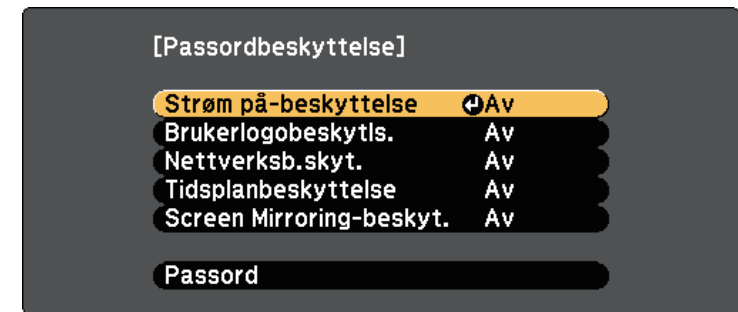 [Passordbeskyttelse]
Strøm på-beskyttelse Av
Brukerlogobeskytls. Av
Nettverksb.skyt. Av
Tidsplanbeskyttelse Av
Screen Mirroring-beskyt. Av
Passord